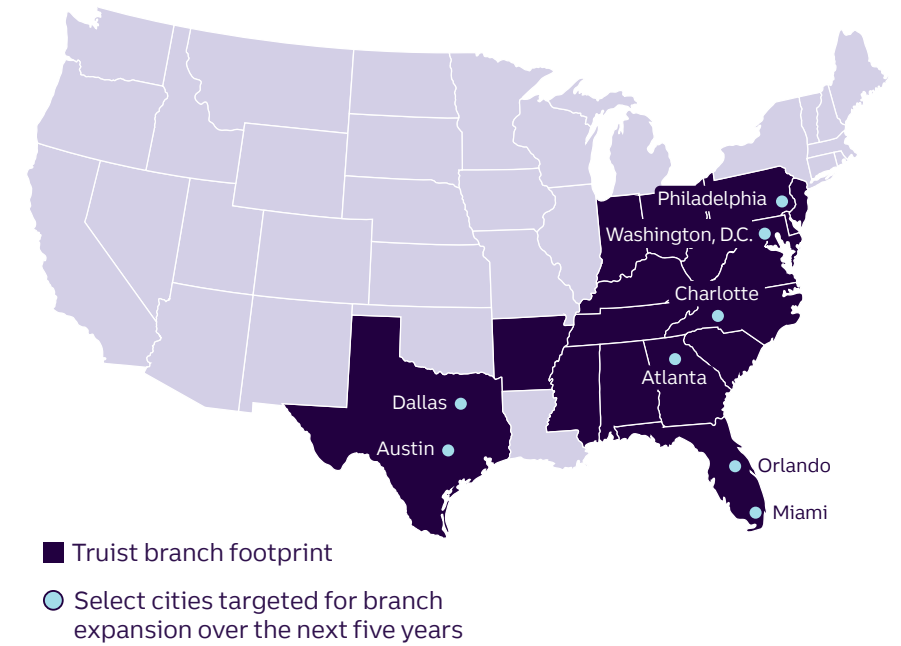 Philadelphia
Washington, D.C.
Charlotte
Atlanta
Dallas
Austin
Orlando
Miami
Truist branch footprint
Select cities targeted for branch
expansion over the next five years